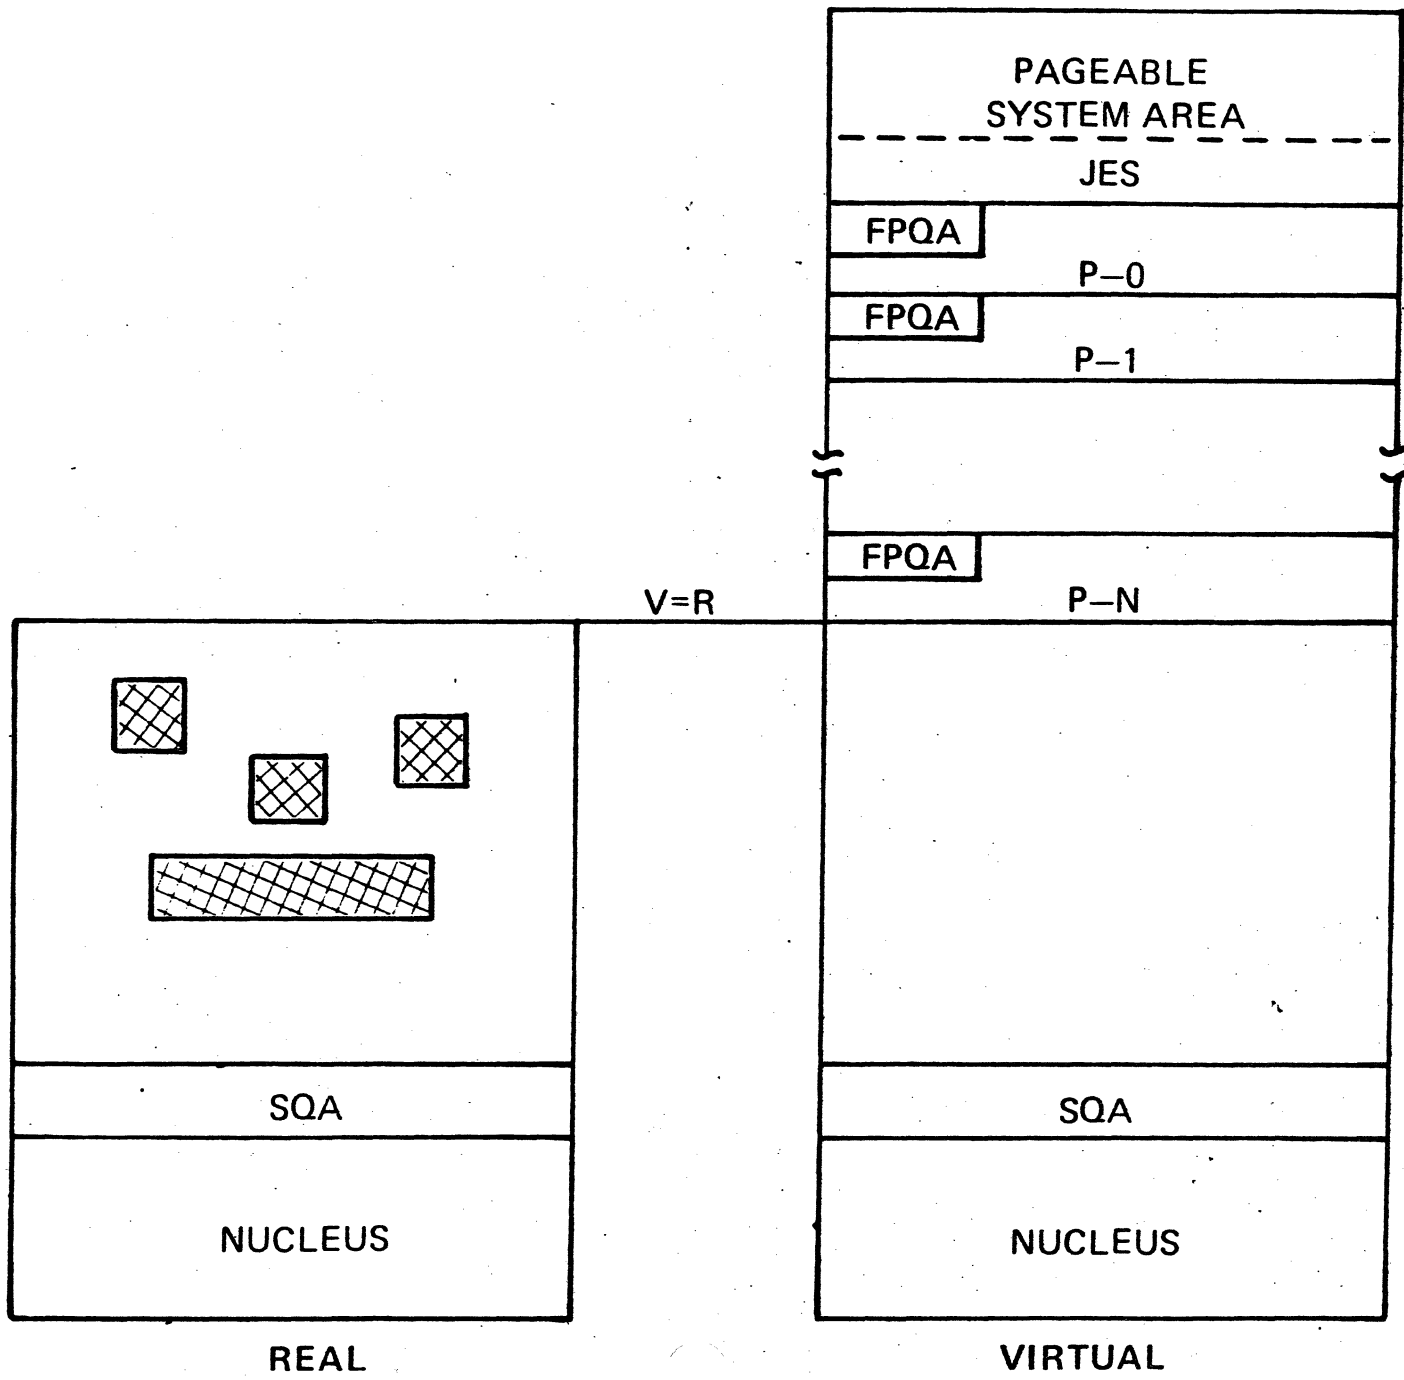 PAGEABLE
SYSTEM AREA
JES
FPQA
P–0
FPQA
P–1
FPQA
P–N
V=R
SQA
SQA
NUCLEUS
NUCLEUS
REAL
VIRTUAL